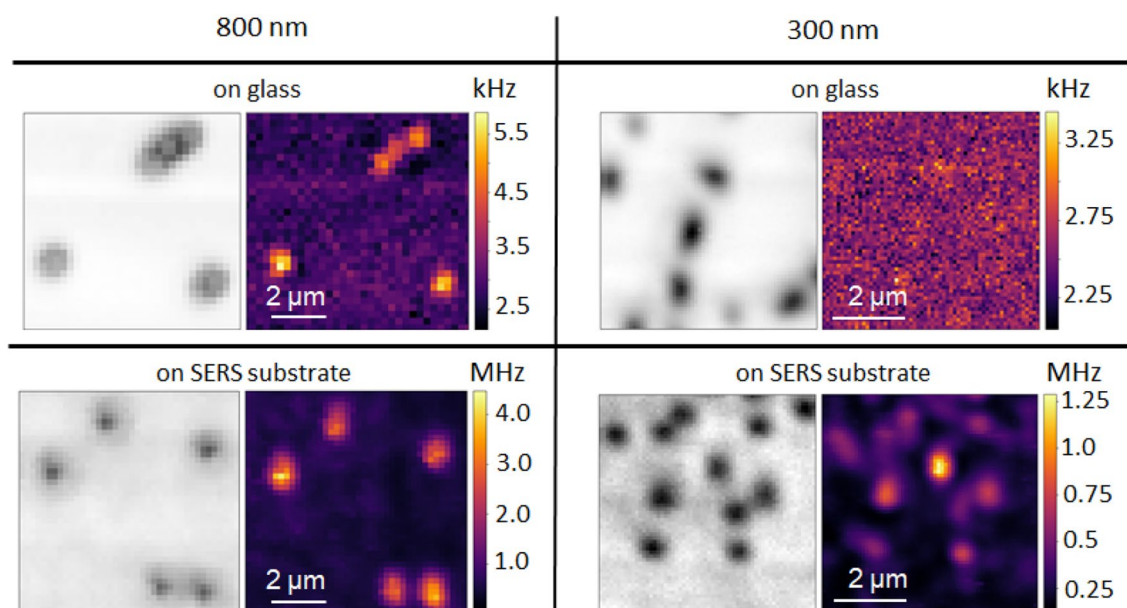 800 nm
300 nm
on glass
kHz
5.5
4.5
3.5
2.5
2 µm
on glass
kHz
3.25
2.75
2.25
2 µm
on SERS substrate
MHz
4.0
3.0
2.0
1.0
2 µm
on SERS substrate
MHz
1.25
1.0
0.75
0.5
0.25
2 µm